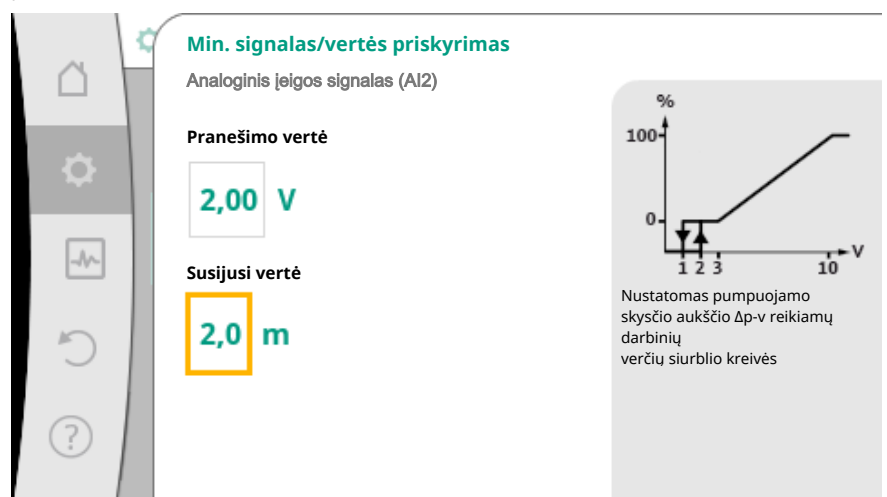 Min. signalas/vertės priskyrimas
Analoginis įeigos signalas (AI2)
Pranešimo vertė
2,00 V
Susijusi vertė
2,0 m
%
100
0
1 2 3 10 V
Nustatomas pumpuojamo
skysčio aukščio Δp-v reikiamų
darbinių
verčių siurblio kreivės
?